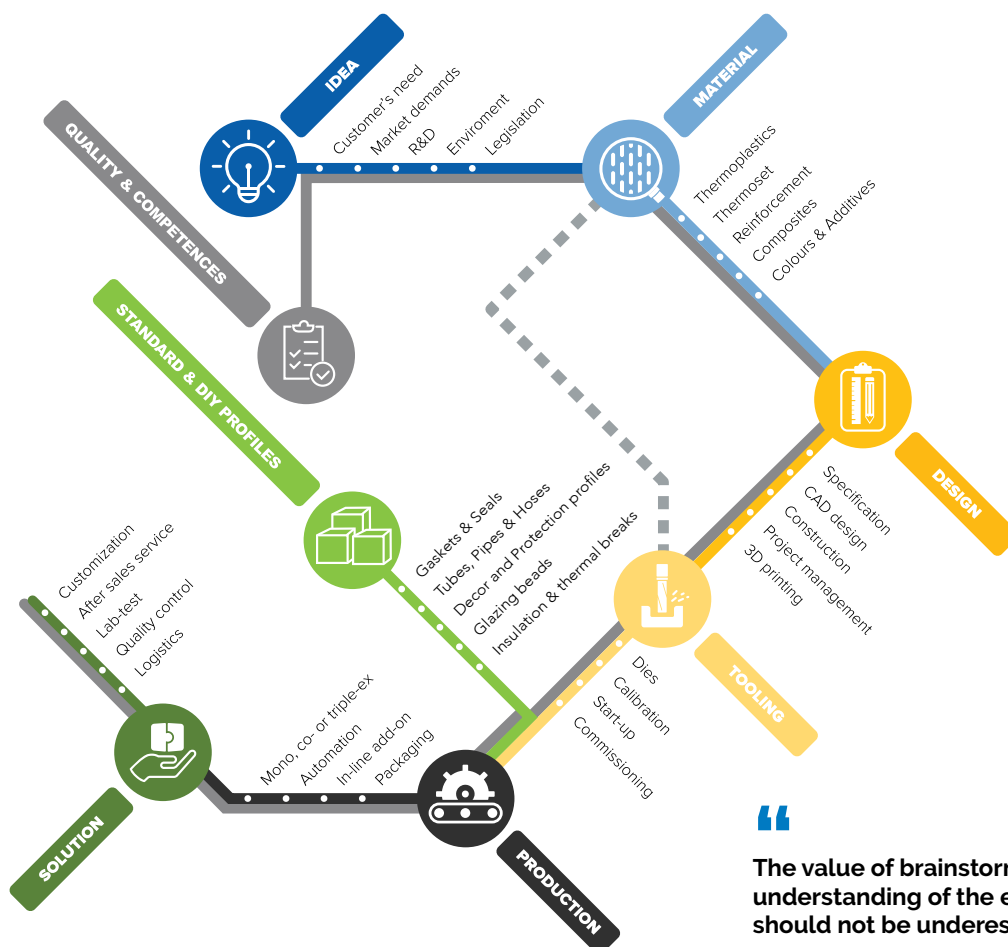 IDEA
Customer's need
Market demands
R&D
Enviroment
Legislation
MATERIAL
Thermoplastics
Thermoset
Reinforcement
Composites
Colours & Additives
QUALITY & COMPETENCES
STANDARD & DIY PROFILES
Gaskets & Seals
Tubes, Pipes & Hoses
Decor and Protection profiles
Glazing beads
Insulation & thermal breaks
DESIGN
Specification
CAD design
Construction
Project management
3D printing
TOOLING
Dies
Calibration
Start-up
Commissioning
PRODUCTION
Mono, co- or triple-ex
Automation
In-line add-on
Packaging
SOLUTION
Customization
After sales service
Lab-test
Quality control
Logistics
“
The value of
understanding of the
should not be